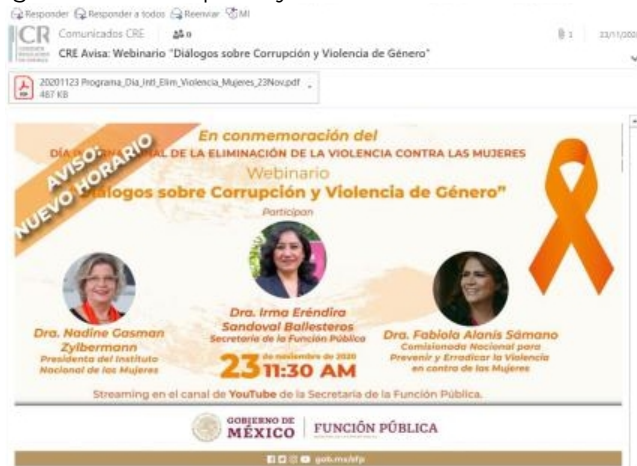 Responder Responder a todos Reenviar MI
CR Comunicados CRE 0 1
CRE Avisa: Webinario "Diálogos sobre Corrupción y Violencia de Género"
20201123 Programa_Dia_Intl_Elim_Violencia_Mujeres_23Nov.pdf
487 KB
AVISO:
NUEVO HORARIO
En conmemoración del
DÍA INTERNACIONAL DE LA ELIMINACIÓN DE LA VIOLENCIA CONTRA LAS MUJERES
Webinario
Diálogos sobre Corrupción y Violencia de Género”
Participan
Dra. Nadine Gasman
Zylbermann
Presidenta del Instituto
Nacional de las Mujeres
Dra. Irma Eréndira
Sandoval Ballesteros
Secretaria de la Función Pública
Dra. Fabiola Alanís Sámano
Comisionada Nacional para
Prevenir y Erradicar la Violencia
en contra de las Mujeres
23 de noviembre de 2020
11:30 AM
Streaming en el canal de YouTube de la Secretaría de la Función Pública.
GOBIERNO DE
MÉXICO
FUNCIÓN PÚBLICA
gob.mx/sfp